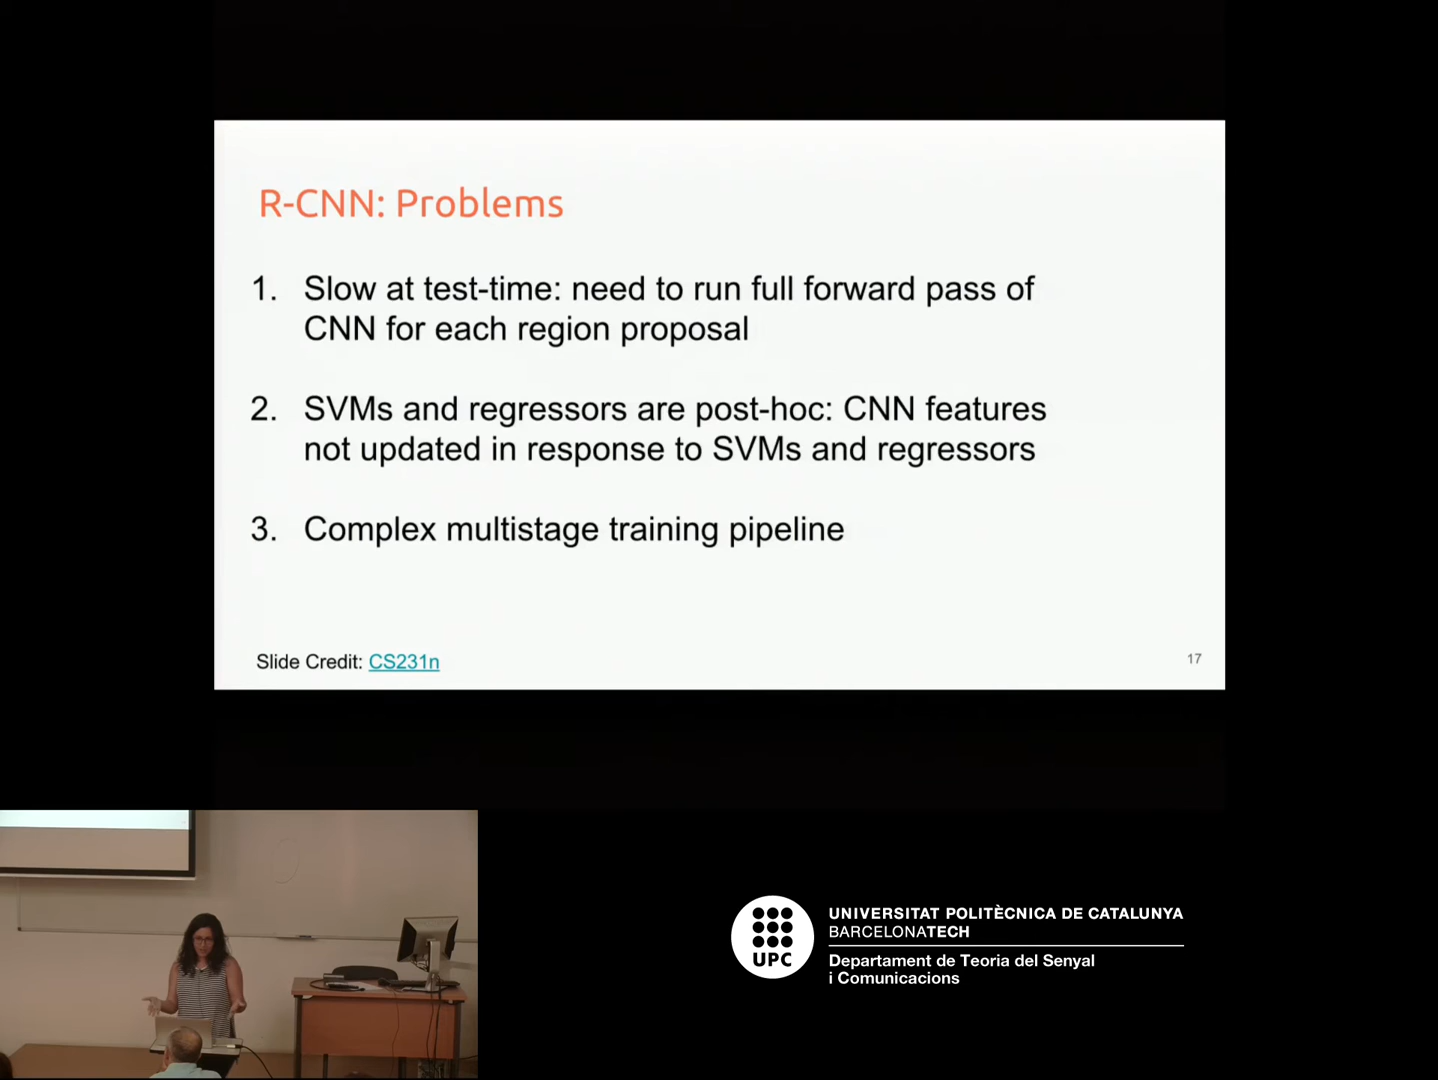 R-CNN: Problems
1. Slow at test-time: need to run full forward pass of
CNN for each region proposal
2. SVMs and regressors are post-hoc: CNN features
not updated in response to SVMs and regressors
3. Complex multistage training pipeline
Slide Credit: CS231n
17
UPC
UNIVERSITAT POLITÈCNICA DE CATALUNYA
BARCELONATECH
Departament de Teoria del Senyal
i Comunicacions